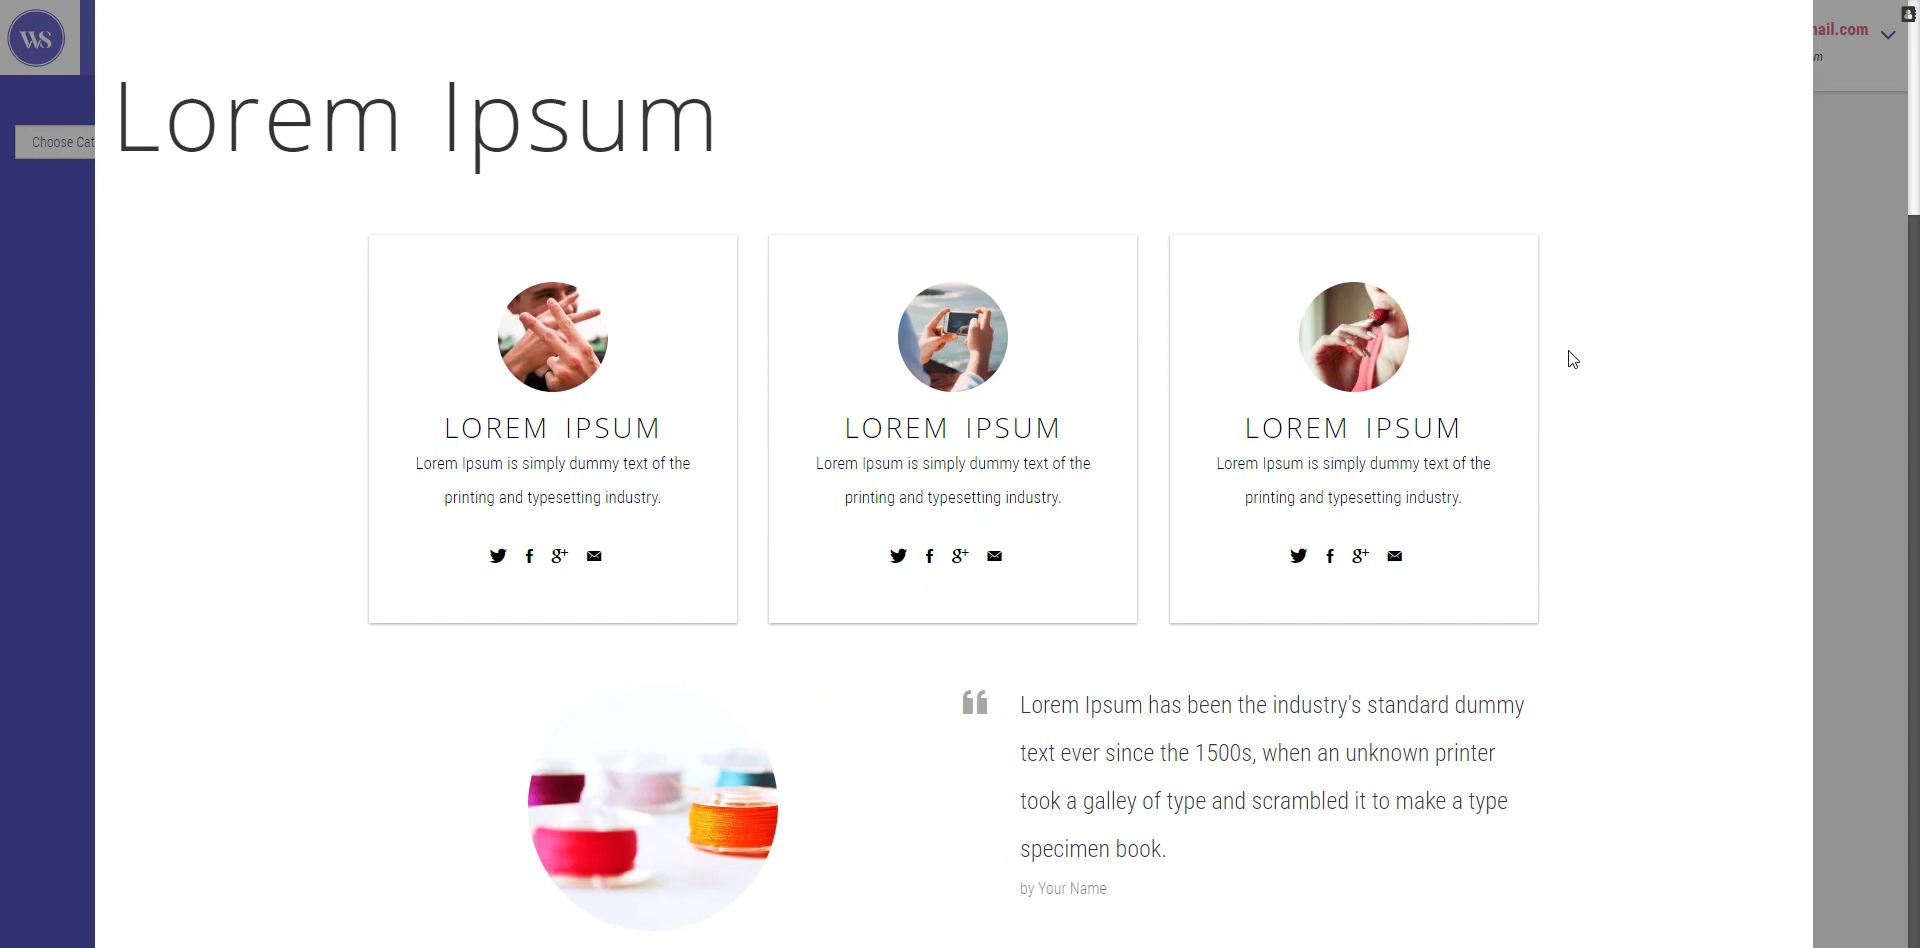 WS
mail.com
m
Choose Cat
Lorem Ipsum
LOREM IPSUM
Lorem Ipsum is simply dummy text of the
printing and typesetting industry.
LOREM IPSUM
Lorem Ipsum is simply dummy text of the
printing and typesetting industry.
LOREM IPSUM
Lorem Ipsum is simply dummy text of the
printing and typesetting industry.
Lorem Ipsum has been the industry's standard dummy
text ever since the 1500s, when an unknown printer
took a galley of type and scrambled it to make a type
specimen book.
by Your Name